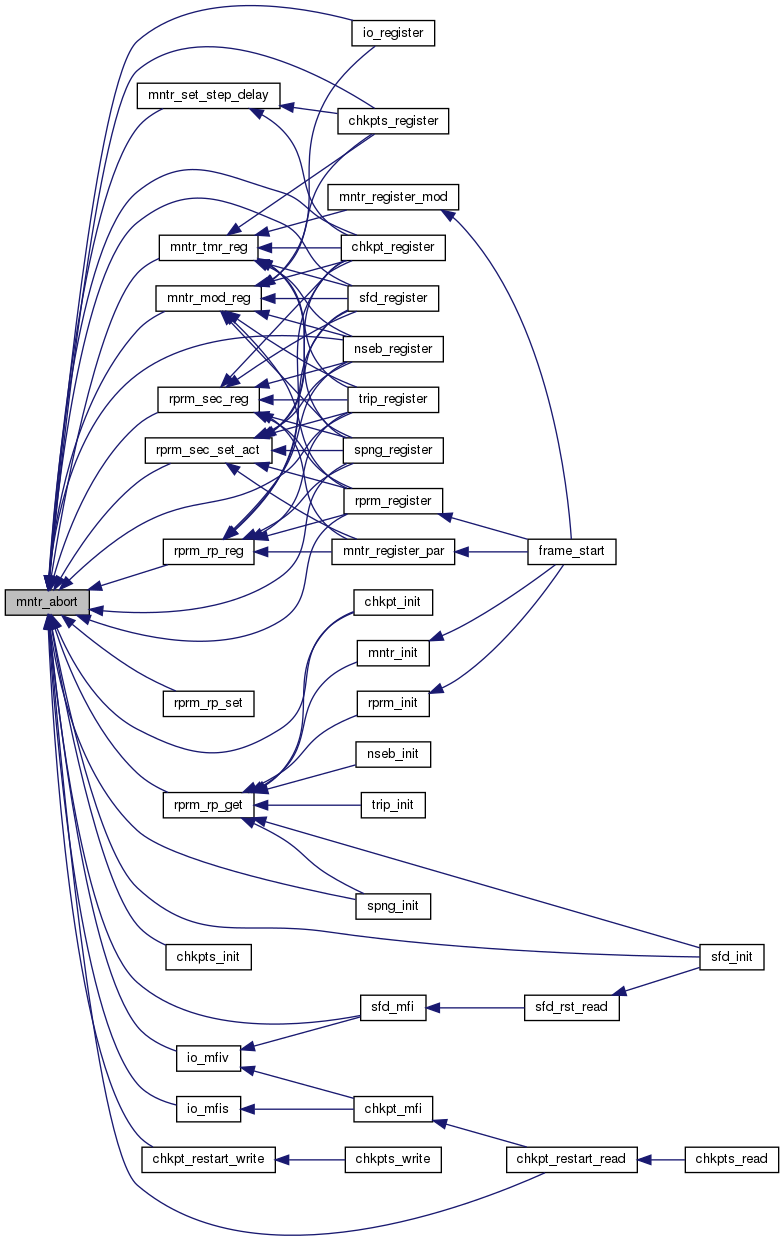 io_register
mntr_set_step_delay
chkpts_register
mntr_register_mod
mntr_tmr_reg
chkpt_register
mntr_mod_reg
sfd_register
nseb_register
rprm_sec_reg
trip_register
rprm_sec_set_act
spng_register
rprm_register
rprm_rp_reg
mntr_register_par
frame_start
mntr_abort
chkpt_init
mntr_init
rprm_rp_set
rprm_init
nseb_init
rprm_rp_get
trip_init
spng_init
chkpts_init
sfd_init
sfd_mfi
sfd_rst_read
io_mfiv
io_mfis
chkpt_mfi
chkpt_restart_write
chkpts_write
chkpt_restart_read
chkpts_read